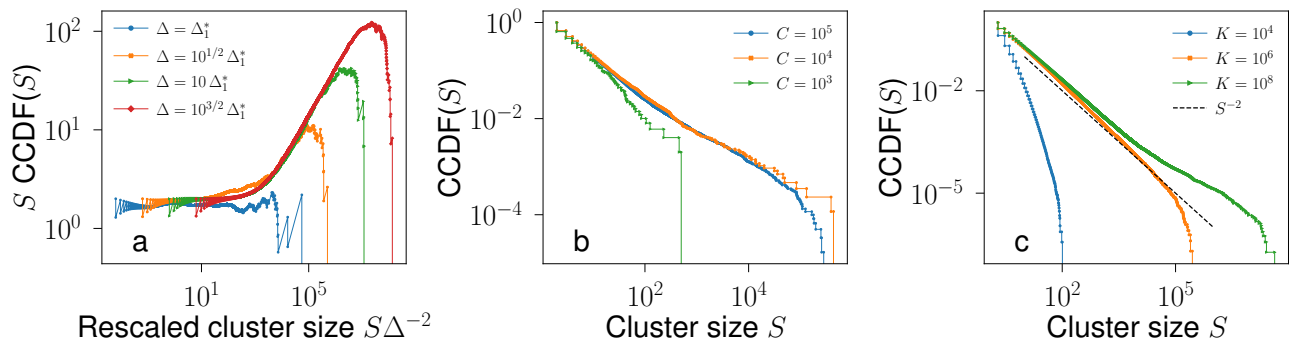 S CCDF(S)
10^2
10^1
10^0
Δ = Δ_1^*
Δ = 10^{1/2} Δ_1^*
Δ = 10 Δ_1^*
Δ = 10^{3/2} Δ_1^*
a
10^1
10^5
Rescaled cluster size SΔ^{-2}
CCDF(S)
10^0
10^{-2}
10^{-4}
C = 10^5
C = 10^4
C = 10^3
b
10^2
10^4
Cluster size S
CCDF(S)
10^{-2}
10^{-5}
K = 10^4
K = 10^6
K = 10^8
S^{-2}
c
10^2
10^5
Cluster size S